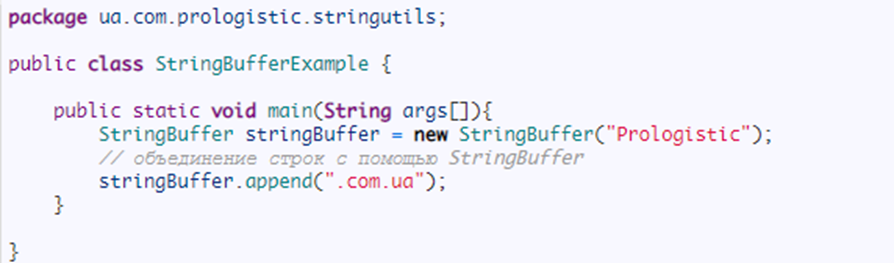 package ua.com.prologistic.stringutils;
public class StringBufferExample {
public static void main(String args[]){
StringBuffer stringBuffer = new StringBuffer("Prologistic");
// объединение строк с помощью StringBuffer
stringBuffer.append(".com.ua");
}
}